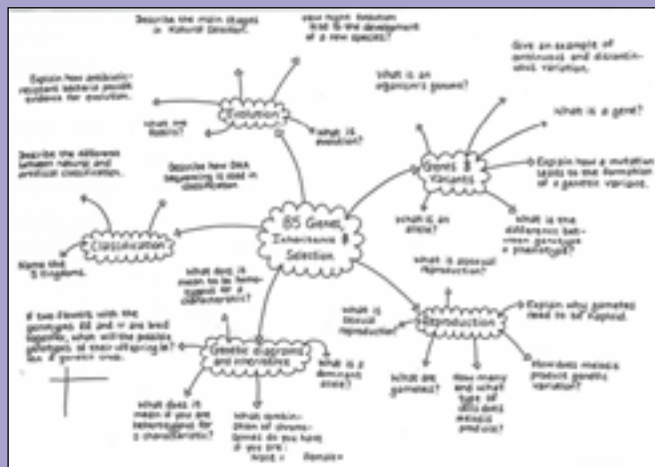 Describe the main stages
in Natural Selection.
How might Evolution
lead to the development
of a new species?
Explain how antibiotic-
resistant bacteria provide
evidence for evolution.
Evolution
What are
fossils?
What is
evolution?
Give an example of
continuous and discontin-
uous variation.
What is an
organism's genome?
What is a gene?
Genes &
Variants
Explain how a mutation
leads to the formation
of a genetic variant.
What is an
allele?
What is the
difference bet-
ween genotype
+ phenotype?
Describe the difference
between natural and
artificial classification.
Describe how DNA
sequencing is used in
classification
Classification
Name the
5 Kingdoms.
B5 Genes
Inheritance &
Selection
What is asexual
reproduction?
What is
sexual
reproduction?
Reproduction
Explain why gametes
need to be haploid.
What are
gametes?
How many
and what
type of
cells does
meiosis
produce?
How does meiosis
produce genetic
variation?
What does it
mean to be homo-
zygous for a
characteristic?
If two flowers with the
genotypes RR and rr are bred
together, what will the possible
genotypes of their offspring be?
Use a genetic cross.
Genetic diagrams
and inheritance
What is a
dominant
allele?
What does it
mean if you are
heterozygous for
a characteristic?
What combin-
ation of chromo-
somes do you have
if you are:
Male = Female=